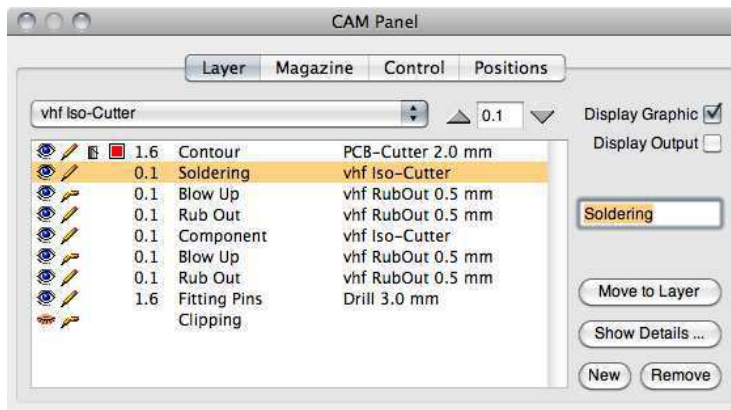 CAM Panel
Layer Magazine Control Positions
vhf Iso-Cutter 0.1 Display Graphic
Display Output
1.6 Contour PCB-Cutter 2.0 mm
0.1 Soldering vhf Iso-Cutter
0.1 Blow Up vhf RubOut 0.5 mm
0.1 Rub Out vhf RubOut 0.5 mm
Soldering
0.1 Component vhf Iso-Cutter
0.1 Blow Up vhf RubOut 0.5 mm
0.1 Rub Out vhf RubOut 0.5 mm
1.6 Fitting Pins Drill 3.0 mm
Clipping
Move to Layer
Show Details ...
New Remove